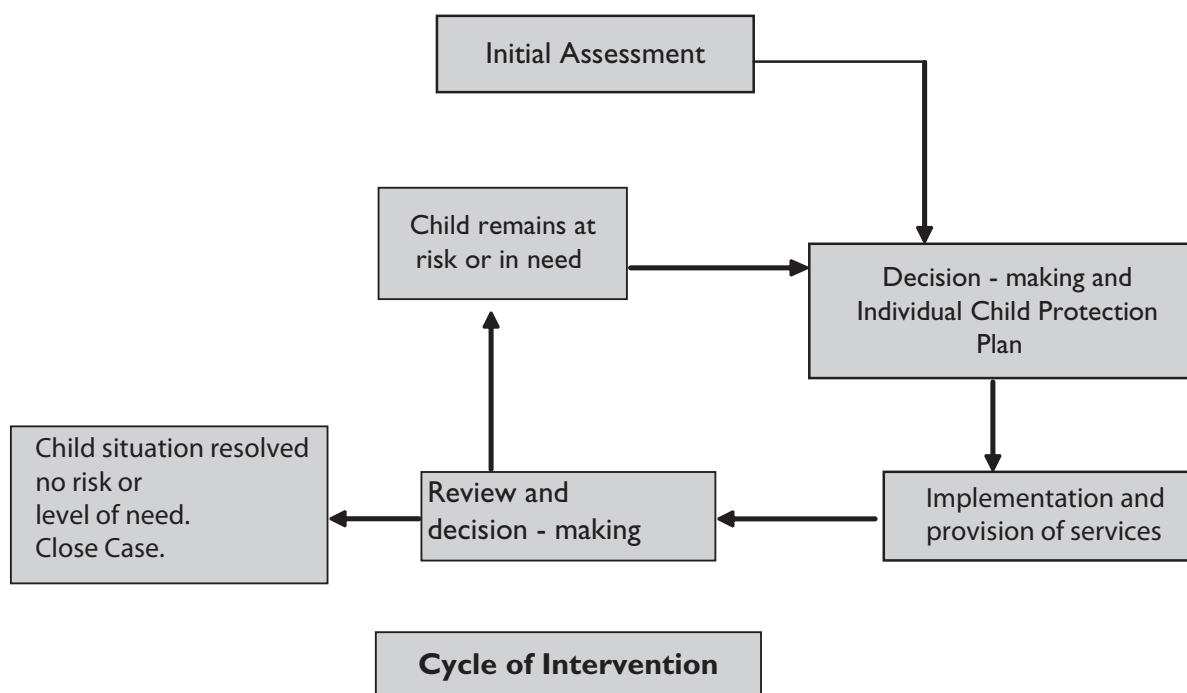 Initial Assessment
Child remains at
risk or in need
Decision - making and
Individual Child Protection
Plan
Child situation resolved
no risk or
level of need.
Close Case.
Review and
decision - making
Implementation and
provision of services
Cycle of Intervention